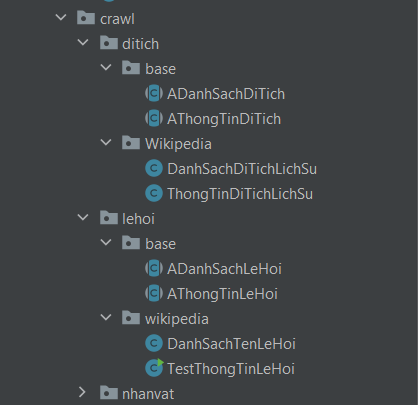 crawl
ditich
base
ADanhSachDiTich
AThongTinDiTich
Wikipedia
DanhSachDiTichLichSu
ThongTinDiTichLichSu
lehoi
base
ADanhSachLeHoi
AThongTinLeHoi
wikipedia
DanhSachTenLeHoi
TestThongTinLeHoi
nhanvat